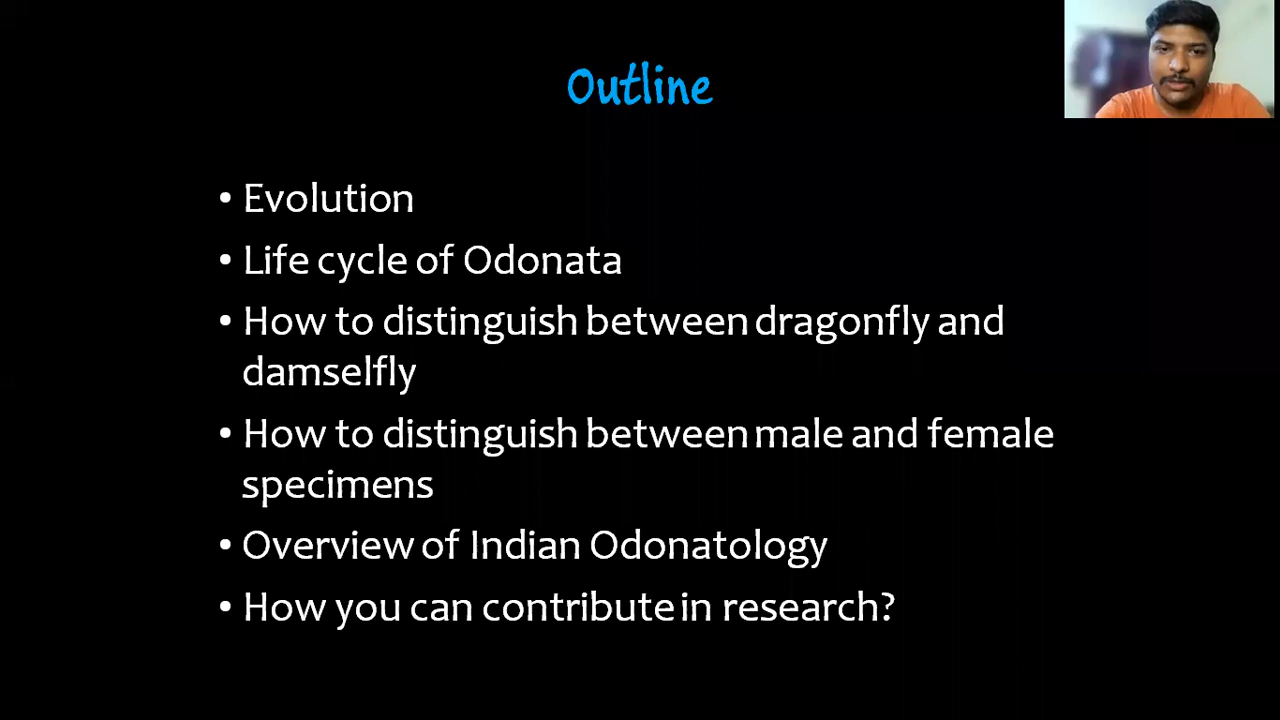 Outline
• Evolution
• Life cycle of Odonata
• How to distinguish between dragonfly and
damselfly
• How to distinguish between male and female
specimens
• Overview of Indian Odonatology
• How you can contribute in research?